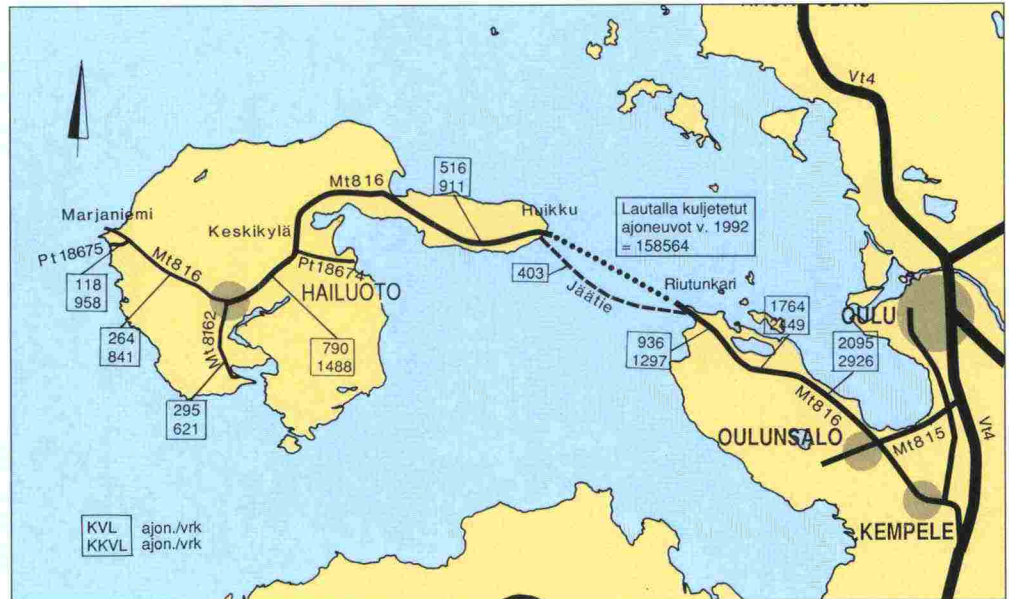 Vt4
Mt816
516
911
Marjaniemi
Huikku
Lautalla kuljetetut
ajoneuvot v. 1992
= 158564
Keskikylä
Pt18675
Mt816
Pt18674
403
Jäätie
Riutunkari
118
958
HAILUOTO
1764
OULU
264
841
Mt8162
790
1488
936
1297
2095
2926
Mt816
295
621
OULUNSALO
Mt815
Vt4
KVL ajon./vrk
KKVL ajon./vrk
KEMPELE